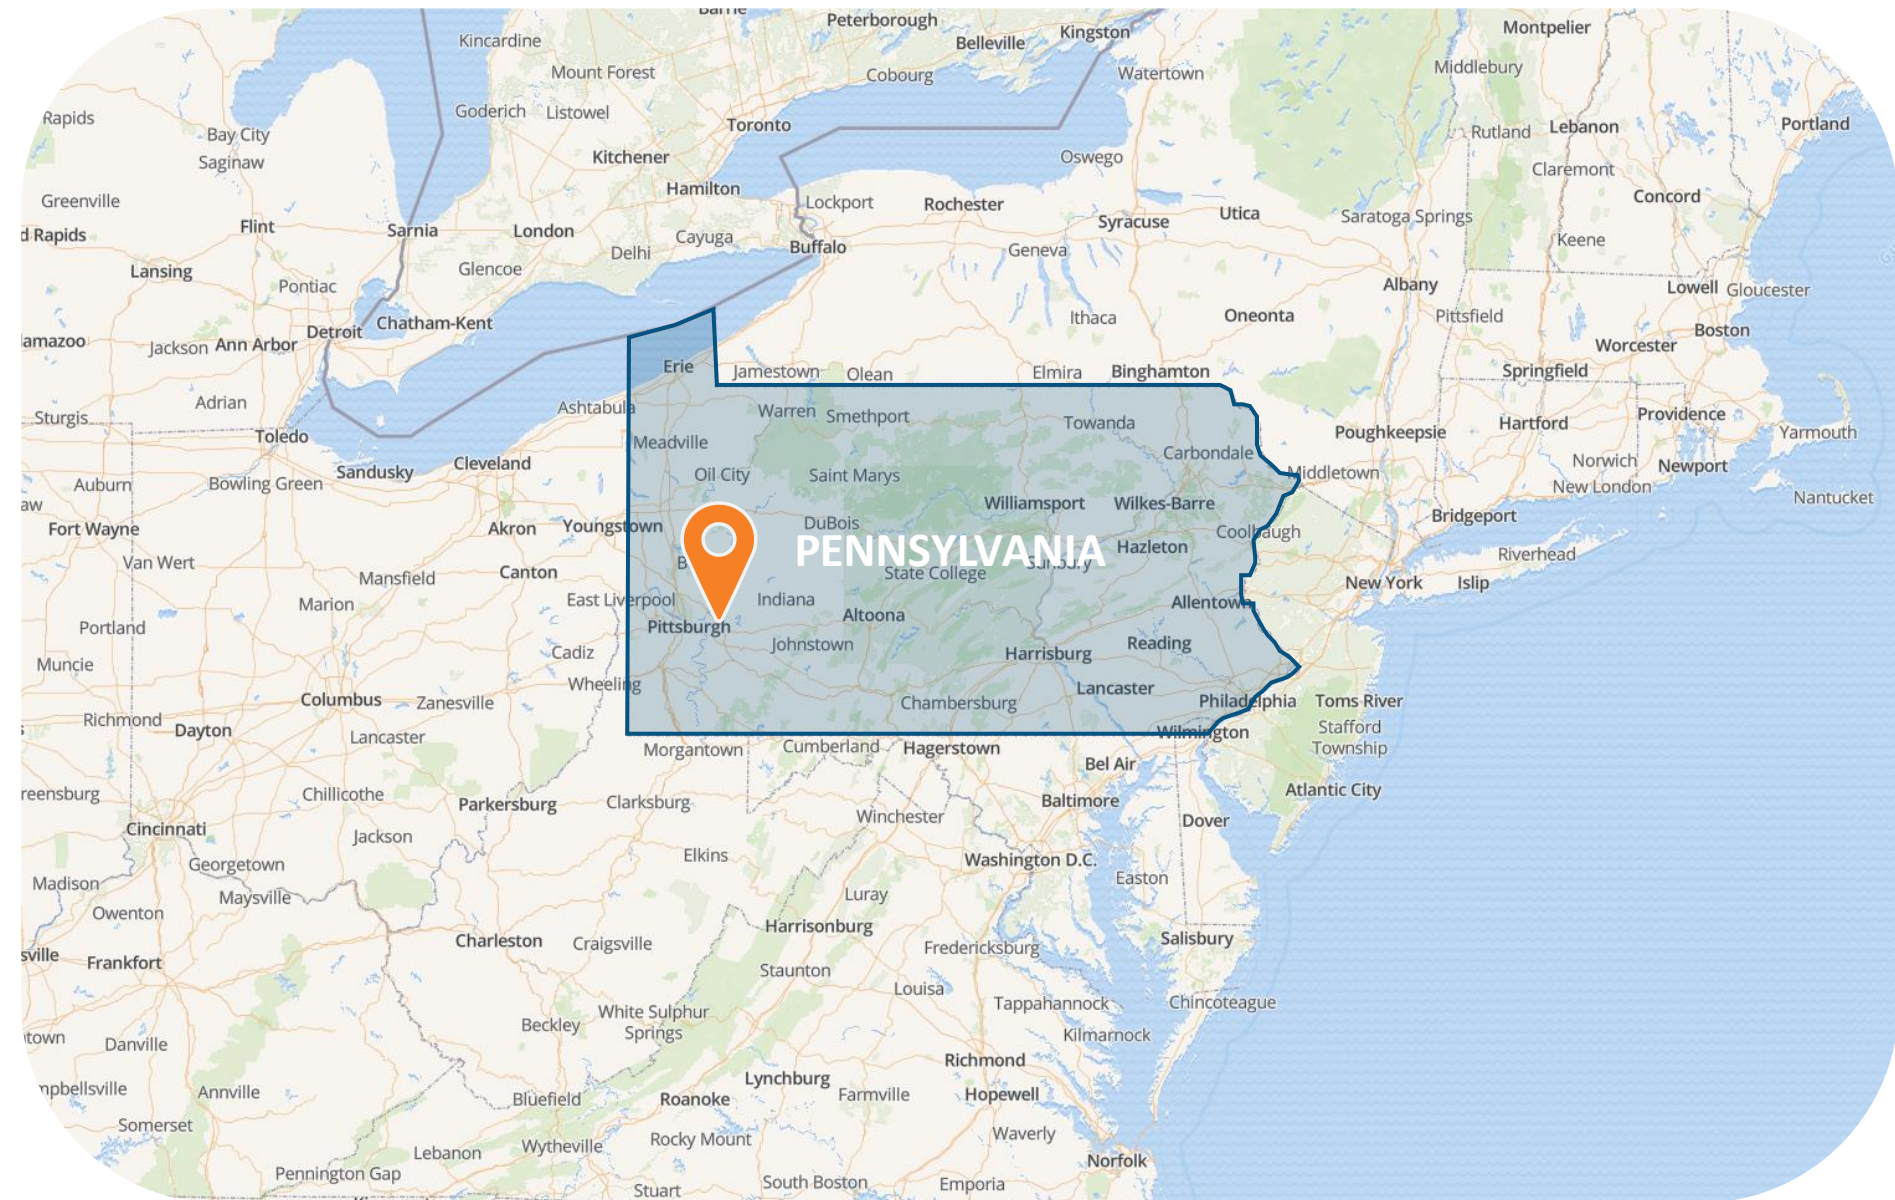 Barrie
Peterborough
Kingston
Montpelier
Kincardine
Belleville
Mount Forest
Cobourg
Watertown
Middlebury
Rapids
Goderich
Listowel
Toronto
Bay City
Saginaw
Rutland
Lebanon
Portland
Kitchener
Oswego
Claremont
Greenville
Hamilton
Lockport
Rochester
Concord
d Rapids
Flint
Sarnia
London
Cayuga
Delhi
Buffalo
Syracuse
Utica
Saratoga Springs
Keene
Geneva
Lansing
Glencoe
Pontiac
Albany
Lowell
Gloucester
Detroit
Chatham-Kent
Ithaca
Oneonta
Pittsfield
Boston
amazoo
Jackson
Ann Arbor
Worcester
Erie
Jamestown
Olean
Elmira
Binghamton
Springfield
Adrian
Sturgis
Ashtabula
Warren
Smethport
Towanda
Hartford
Providence
Toledo
Meadville
Poughkeepsie
Yarmouth
Cleveland
Sandusky
Carbondale
Norwich
Newport
Auburn
Bowling Green
Oil City
Saint Marys
Middletown
New London
Nantucket
aw
Fort Wayne
Akron
Youngstown
Williamsport
Wilkes-Barre
DuBois
Coolbaugh
Bridgeport
PENNSYLVANIA
Hazleton
Riverhead
Van Wert
Mansfield
Canton
B
State College
Sunbury
New York
Islip
Marion
East Liverpool
Indiana
Altoona
Allentown
Portland
Pittsburgh
Johnstown
Harrisburg
Reading
Muncie
Cadiz
Wheeling
Lancaster
Columbus
Zanesville
Chambersburg
Philadelphia
Toms River
Richmond
Dayton
Lancaster
Wilmington
Stafford
Township
Morgantown
Cumberland
Hagerstown
Bel Air
reensburg
Chillicothe
Parkersburg
Clarksburg
Baltimore
Atlantic City
Cincinnati
Jackson
Winchester
Dover
Georgetown
Elkins
Washington D.C.
Madison
Maysville
Luray
Easton
Owenton
Harrisonburg
Charleston
Craigsville
Fredericksburg
Salisbury
sville
Frankfort
Staunton
Louisa
Tappahannock
Chincoteague
White Sulphur
Springs
Beckley
Kilmarnock
town
Danville
Richmond
mpbellsville
Annville
Lynchburg
Bluefield
Roanoke
Farmville
Hopewell
Somerset
Rocky Mount
Waverly
Lebanon
Wytheville
Norfolk
Pennington Gap
Stuart
South Boston
Emporia